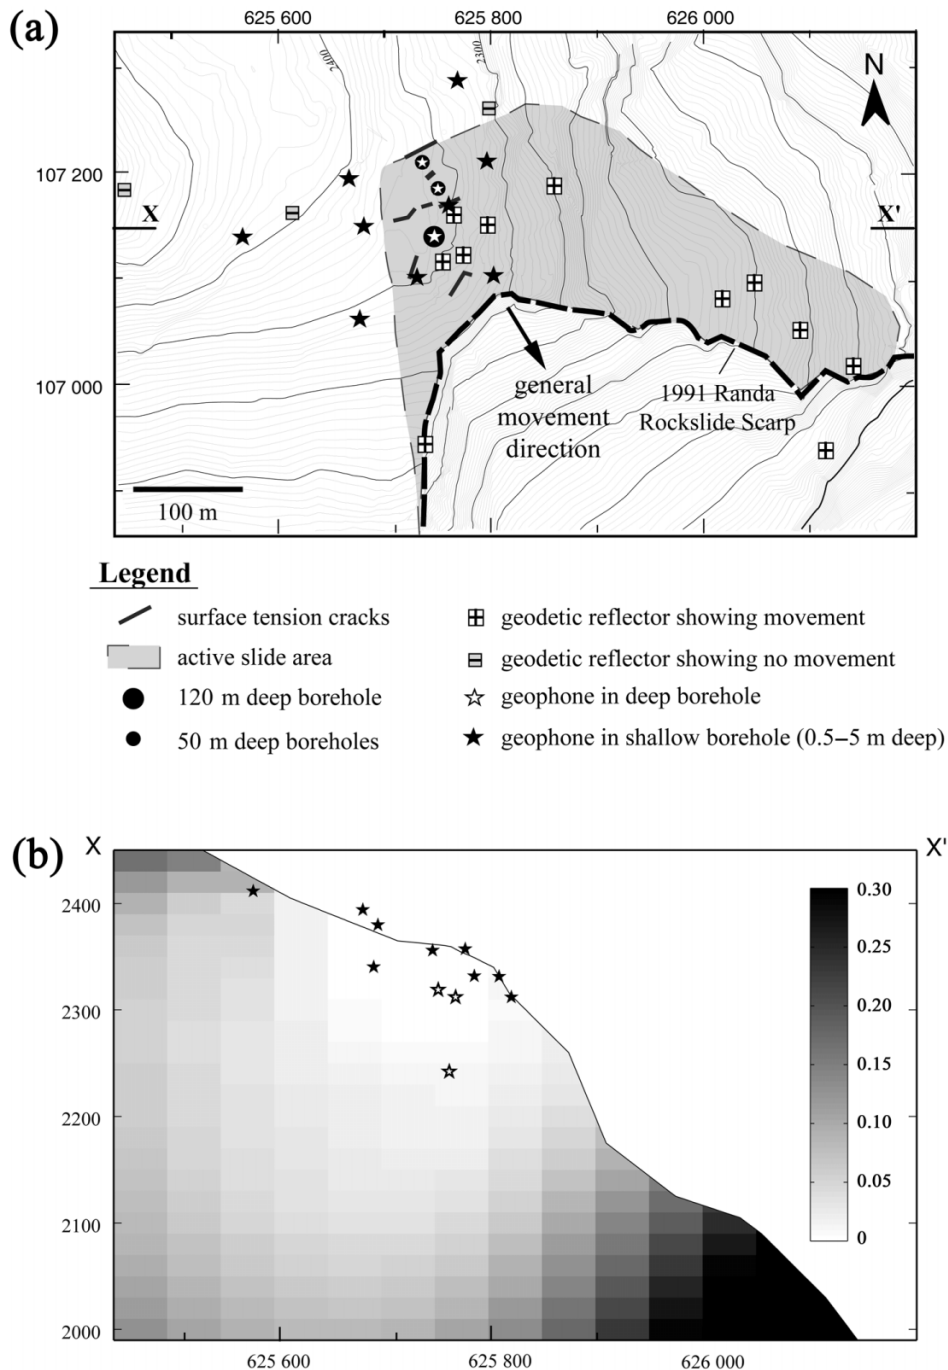 (a)
625 600 625 800 626 000
2400
2300
N
107 200
X X'
107 000
general
movement
direction
1991 Randa
Rockslide Scarp
100 m
Legend
surface tension cracks
active slide area
120 m deep borehole
50 m deep boreholes
geodetic reflector showing movement
geodetic reflector showing no movement
geophone in deep borehole
geophone in shallow borehole (0.5–5 m deep)
(b)
X X'
2400
2300
2200
2100
2000
0.30
0.25
0.20
0.15
0.10
0.05
0
625 600 625 800 626 000